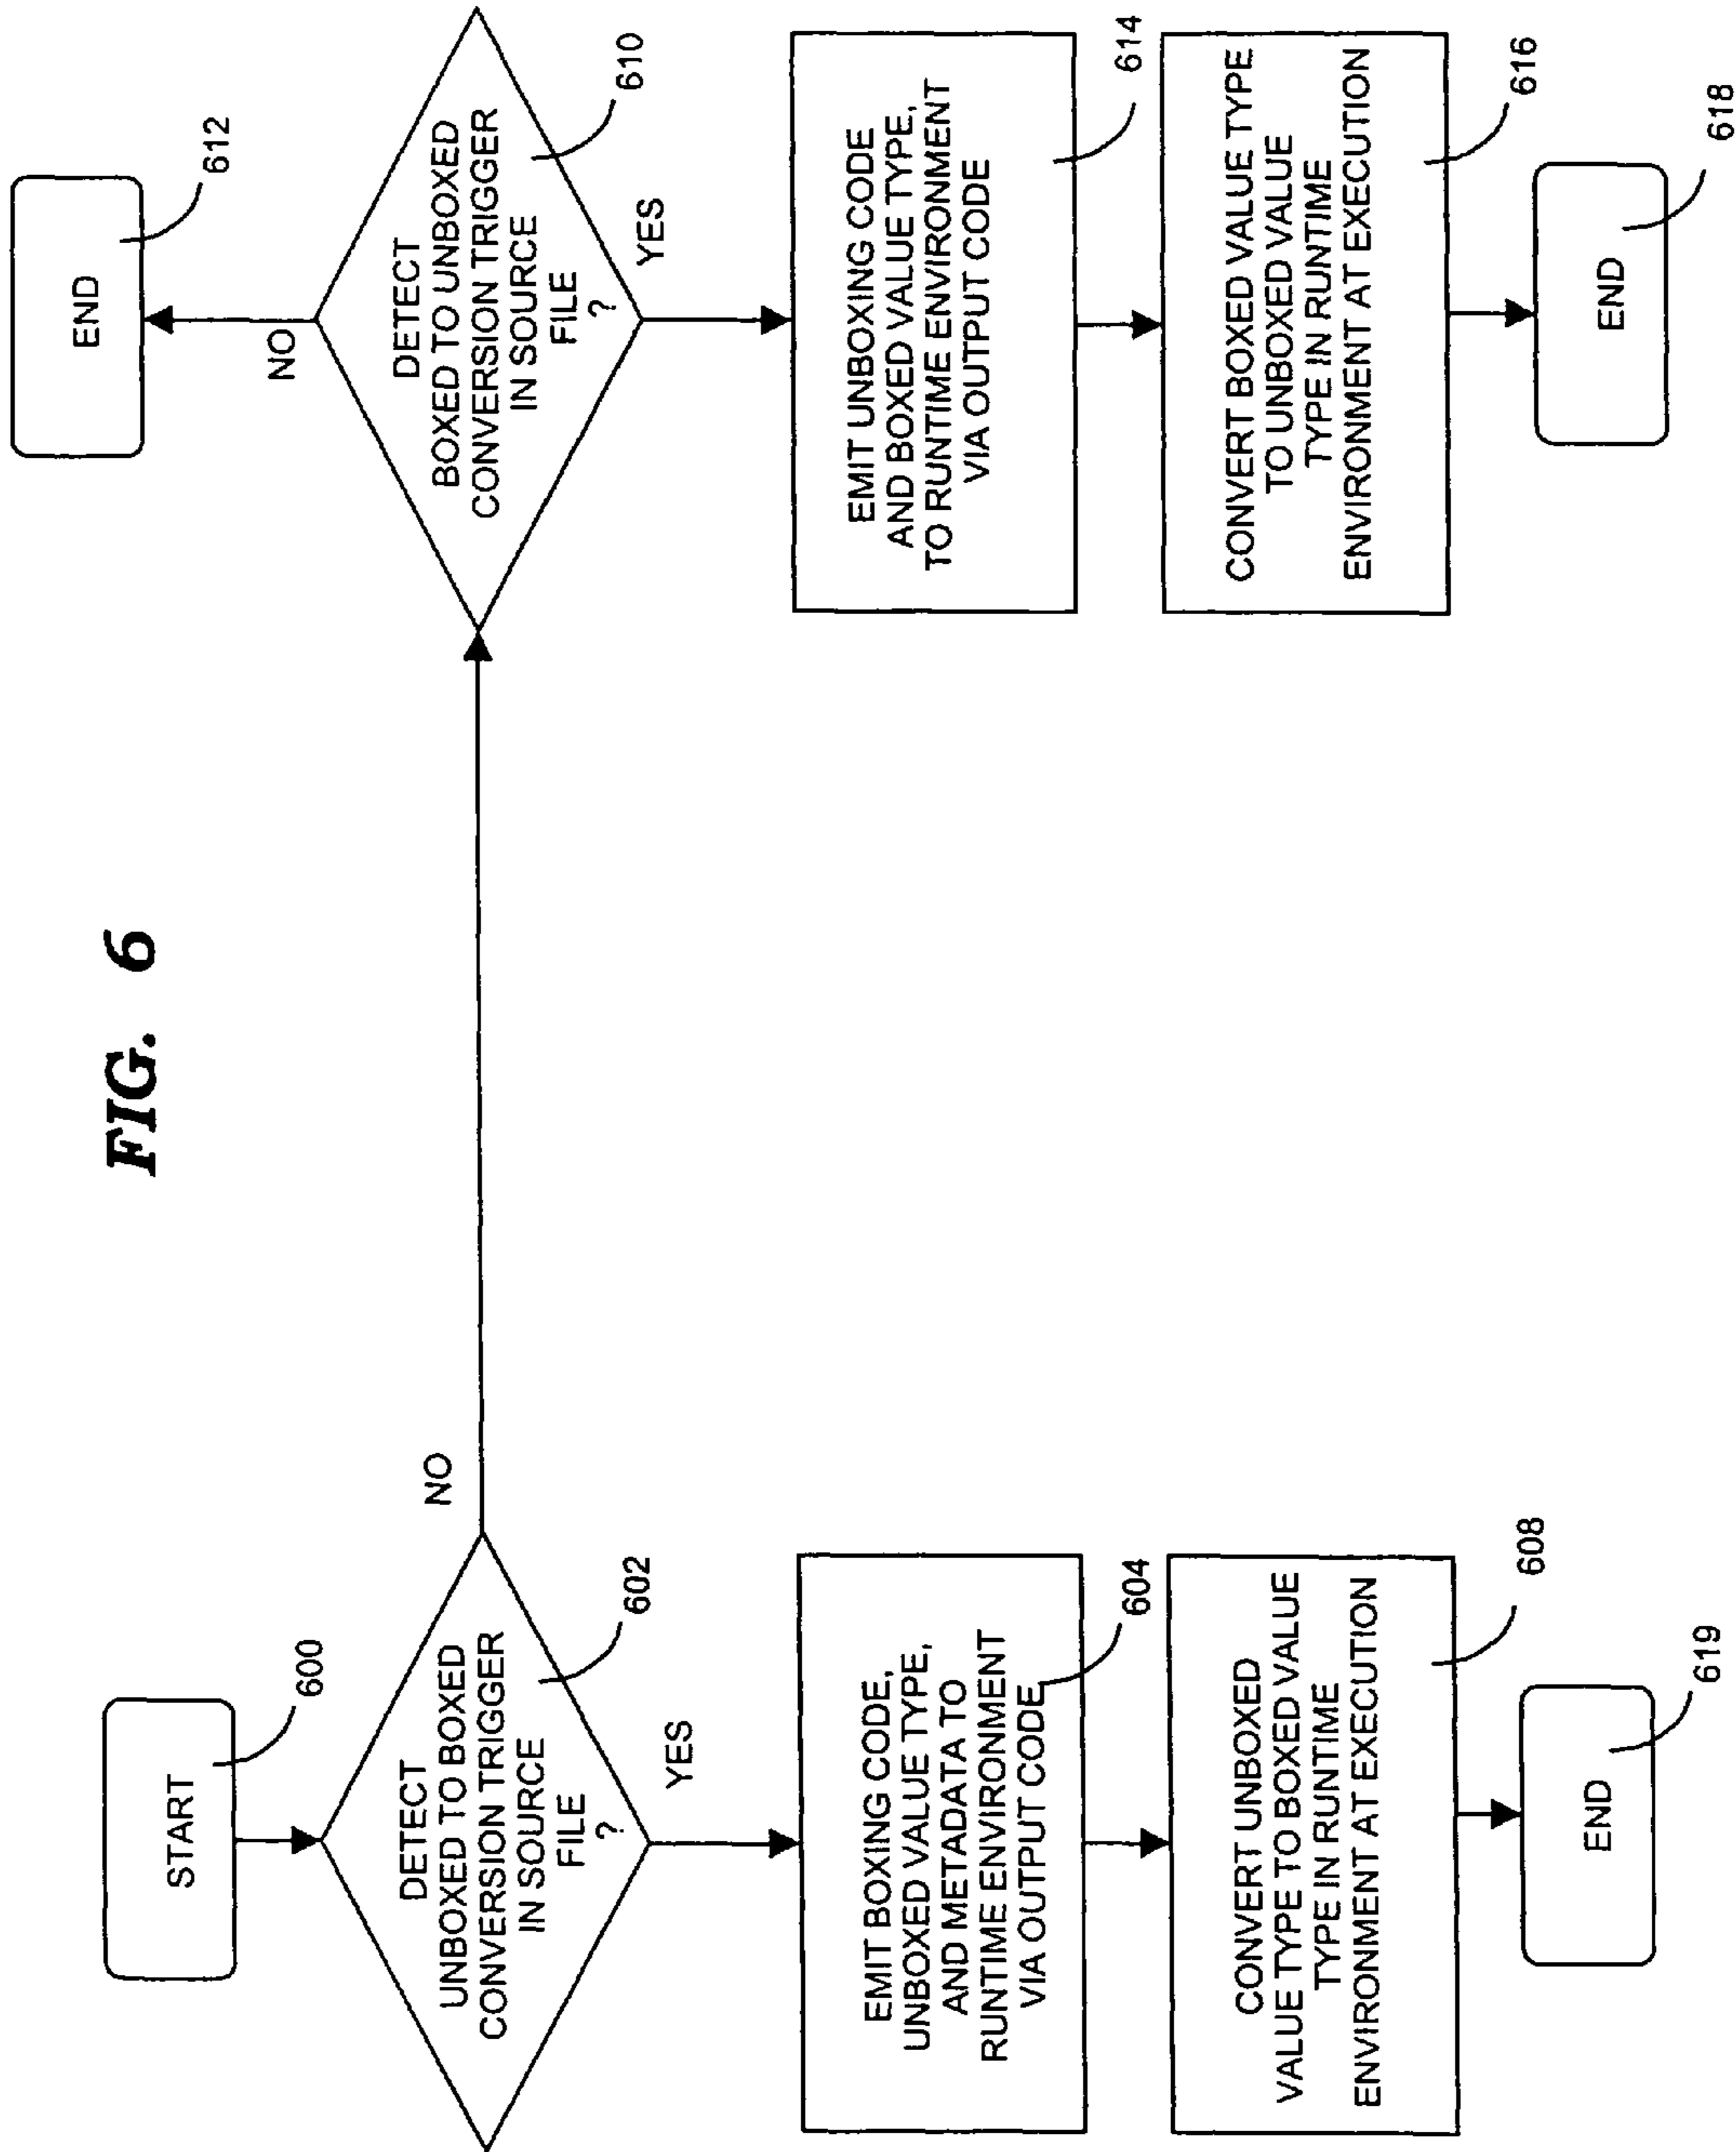 FIG. 6
START
600
DETECT
UNBOXED TO BOXED
CONVERSION TRIGGER
IN SOURCE
FILE
?
602
NO
YES
EMIT BOXING CODE,
UNBOXED VALUE TYPE,
AND METADATA TO
RUNTIME ENVIRONMENT
VIA OUTPUT CODE
604
CONVERT UNBOXED
VALUE TYPE TO BOXED VALUE
TYPE IN RUNTIME
ENVIRONMENT AT EXECUTION
608
END
619
END
612
NO
DETECT
BOXED TO UNBOXED
CONVERSION TRIGGER
IN SOURCE
FILE
?
610
YES
EMIT UNBOXING CODE
AND BOXED VALUE TYPE,
TO RUNTIME ENVIRONMENT
VIA OUTPUT CODE
614
CONVERT BOXED VALUE TYPE
TO UNBOXED VALUE
TYPE IN RUNTIME
ENVIRONMENT AT EXECUTION
616
END
618